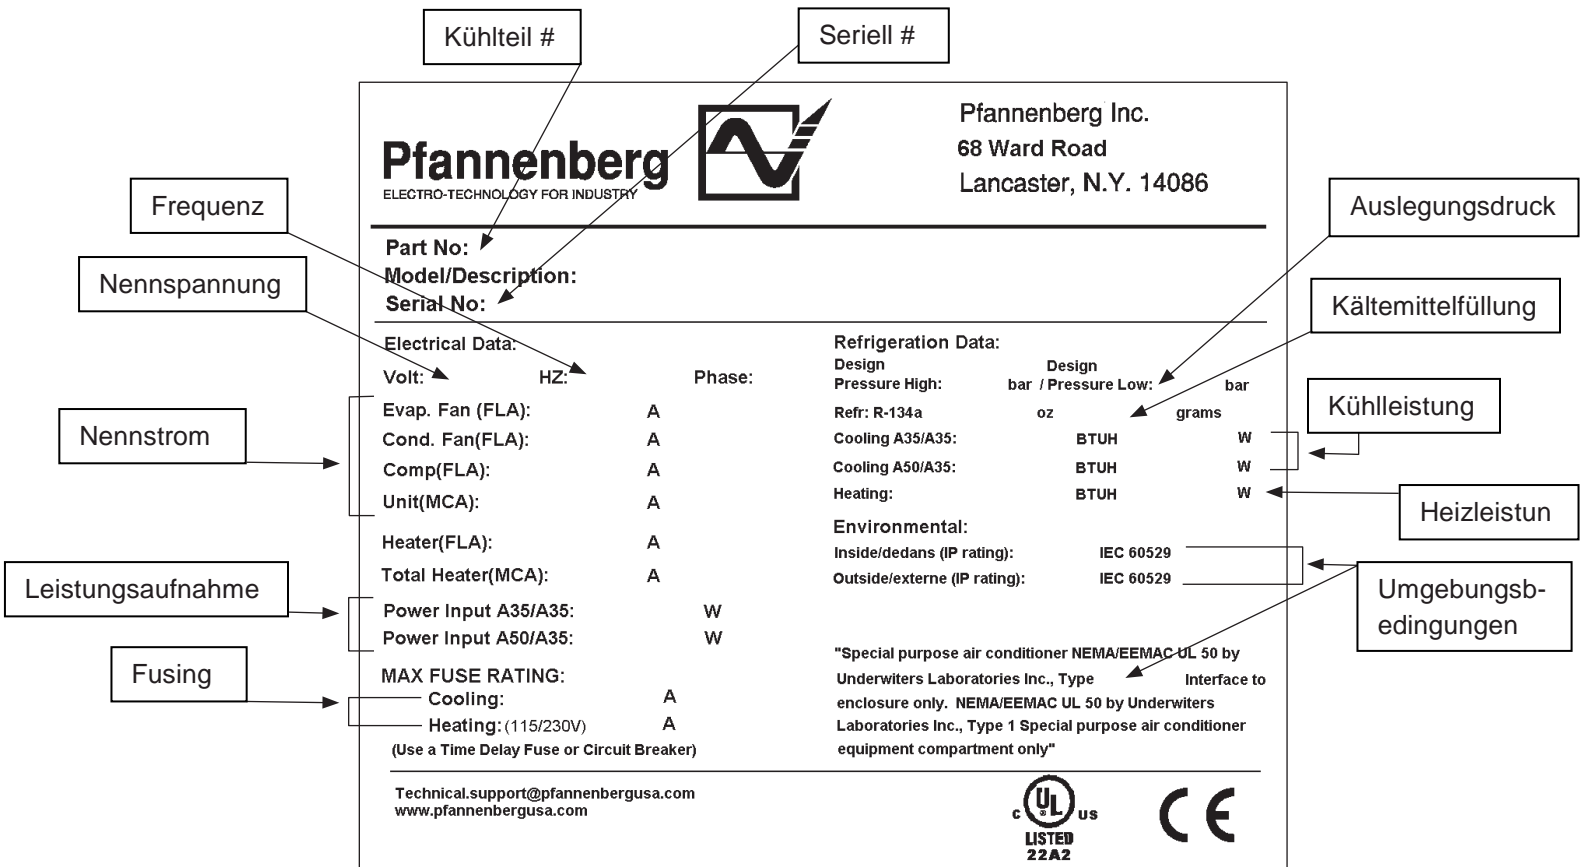 Kühlteil #
Seriell #
Pfannenberg
ELECTRO-TECHNOLOGY FOR INDUSTRY
Pfannenberg Inc.
68 Ward Road
Lancaster, N.Y. 14086
Frequenz
Auslegungsdruck
Nennspannung
Kältemittelfüllung
Part No:
Model/Description:
Serial No:
Electrical Data:
Volt: HZ: Phase:
Nennstrom
Evap. Fan (FLA): A
Cond. Fan(FLA): A
Comp(FLA): A
Unit(MCA): A
Heater(FLA): A
Total Heater(MCA): A
Leistungsaufnahme
Power Input A35/A35: W
Power Input A50/A35: W
Fusing
MAX FUSE RATING:
Cooling: A
Heating: (115/230V) A
(Use a Time Delay Fuse or Circuit Breaker)
Refrigeration Data:
Design Design
Pressure High: bar / Pressure Low: bar
Refr: R-134a oz grams
Cooling A35/A35: BTUH W
Cooling A50/A35: BTUH W
Heating: BTUH W
Kühlleistung
Heizleistun
Environmental:
Inside/dedans (IP rating): IEC 60529
Outside/externe (IP rating): IEC 60529
Umgebungsb-
edingungen
"Special purpose air conditioner NEMA/EEMAC UL 50 by
Underwiters Laboratories Inc., Type Interface to
enclosure only. NEMA/EEMAC UL 50 by Underwiters
Laboratories Inc., Type 1 Special purpose air conditioner
equipment compartment only"
Technical.support@pfannenbergusa.com
www.pfannenbergusa.com
C UL ® US
LISTED
22A2
CE